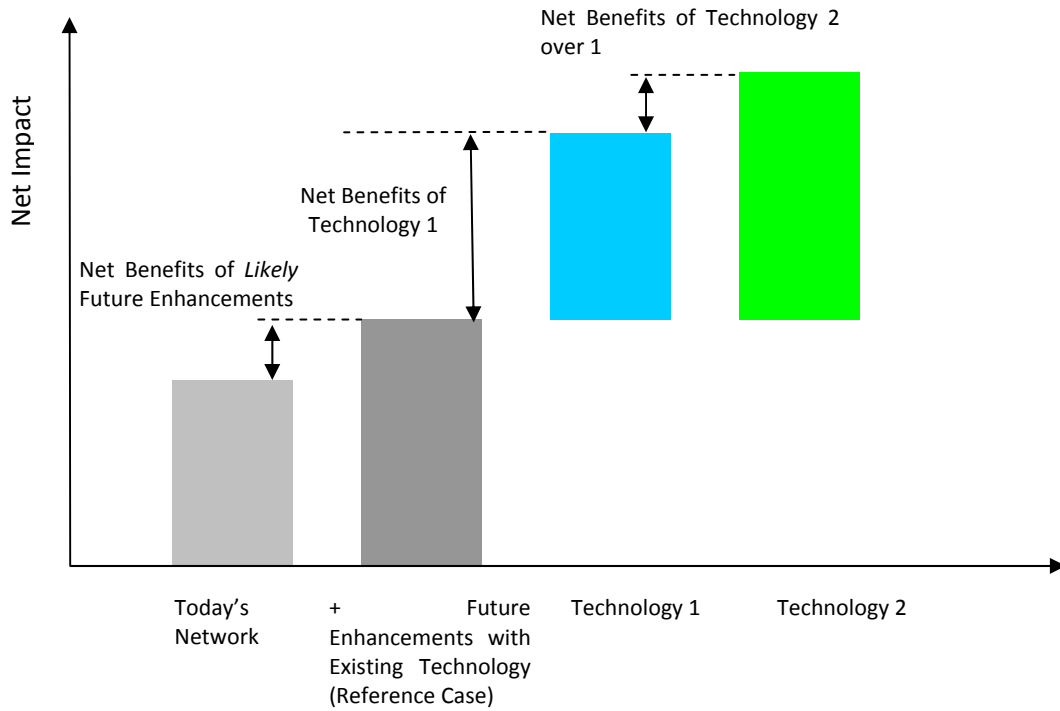 Net Benefits of Technology 2
over 1
Net Impact
Net Benefits of
Technology 1
Net Benefits of Likely
Future Enhancements
Today’s
Network
+ Future
Enhancements with
Existing Technology
(Reference Case)
Technology 1
Technology 2